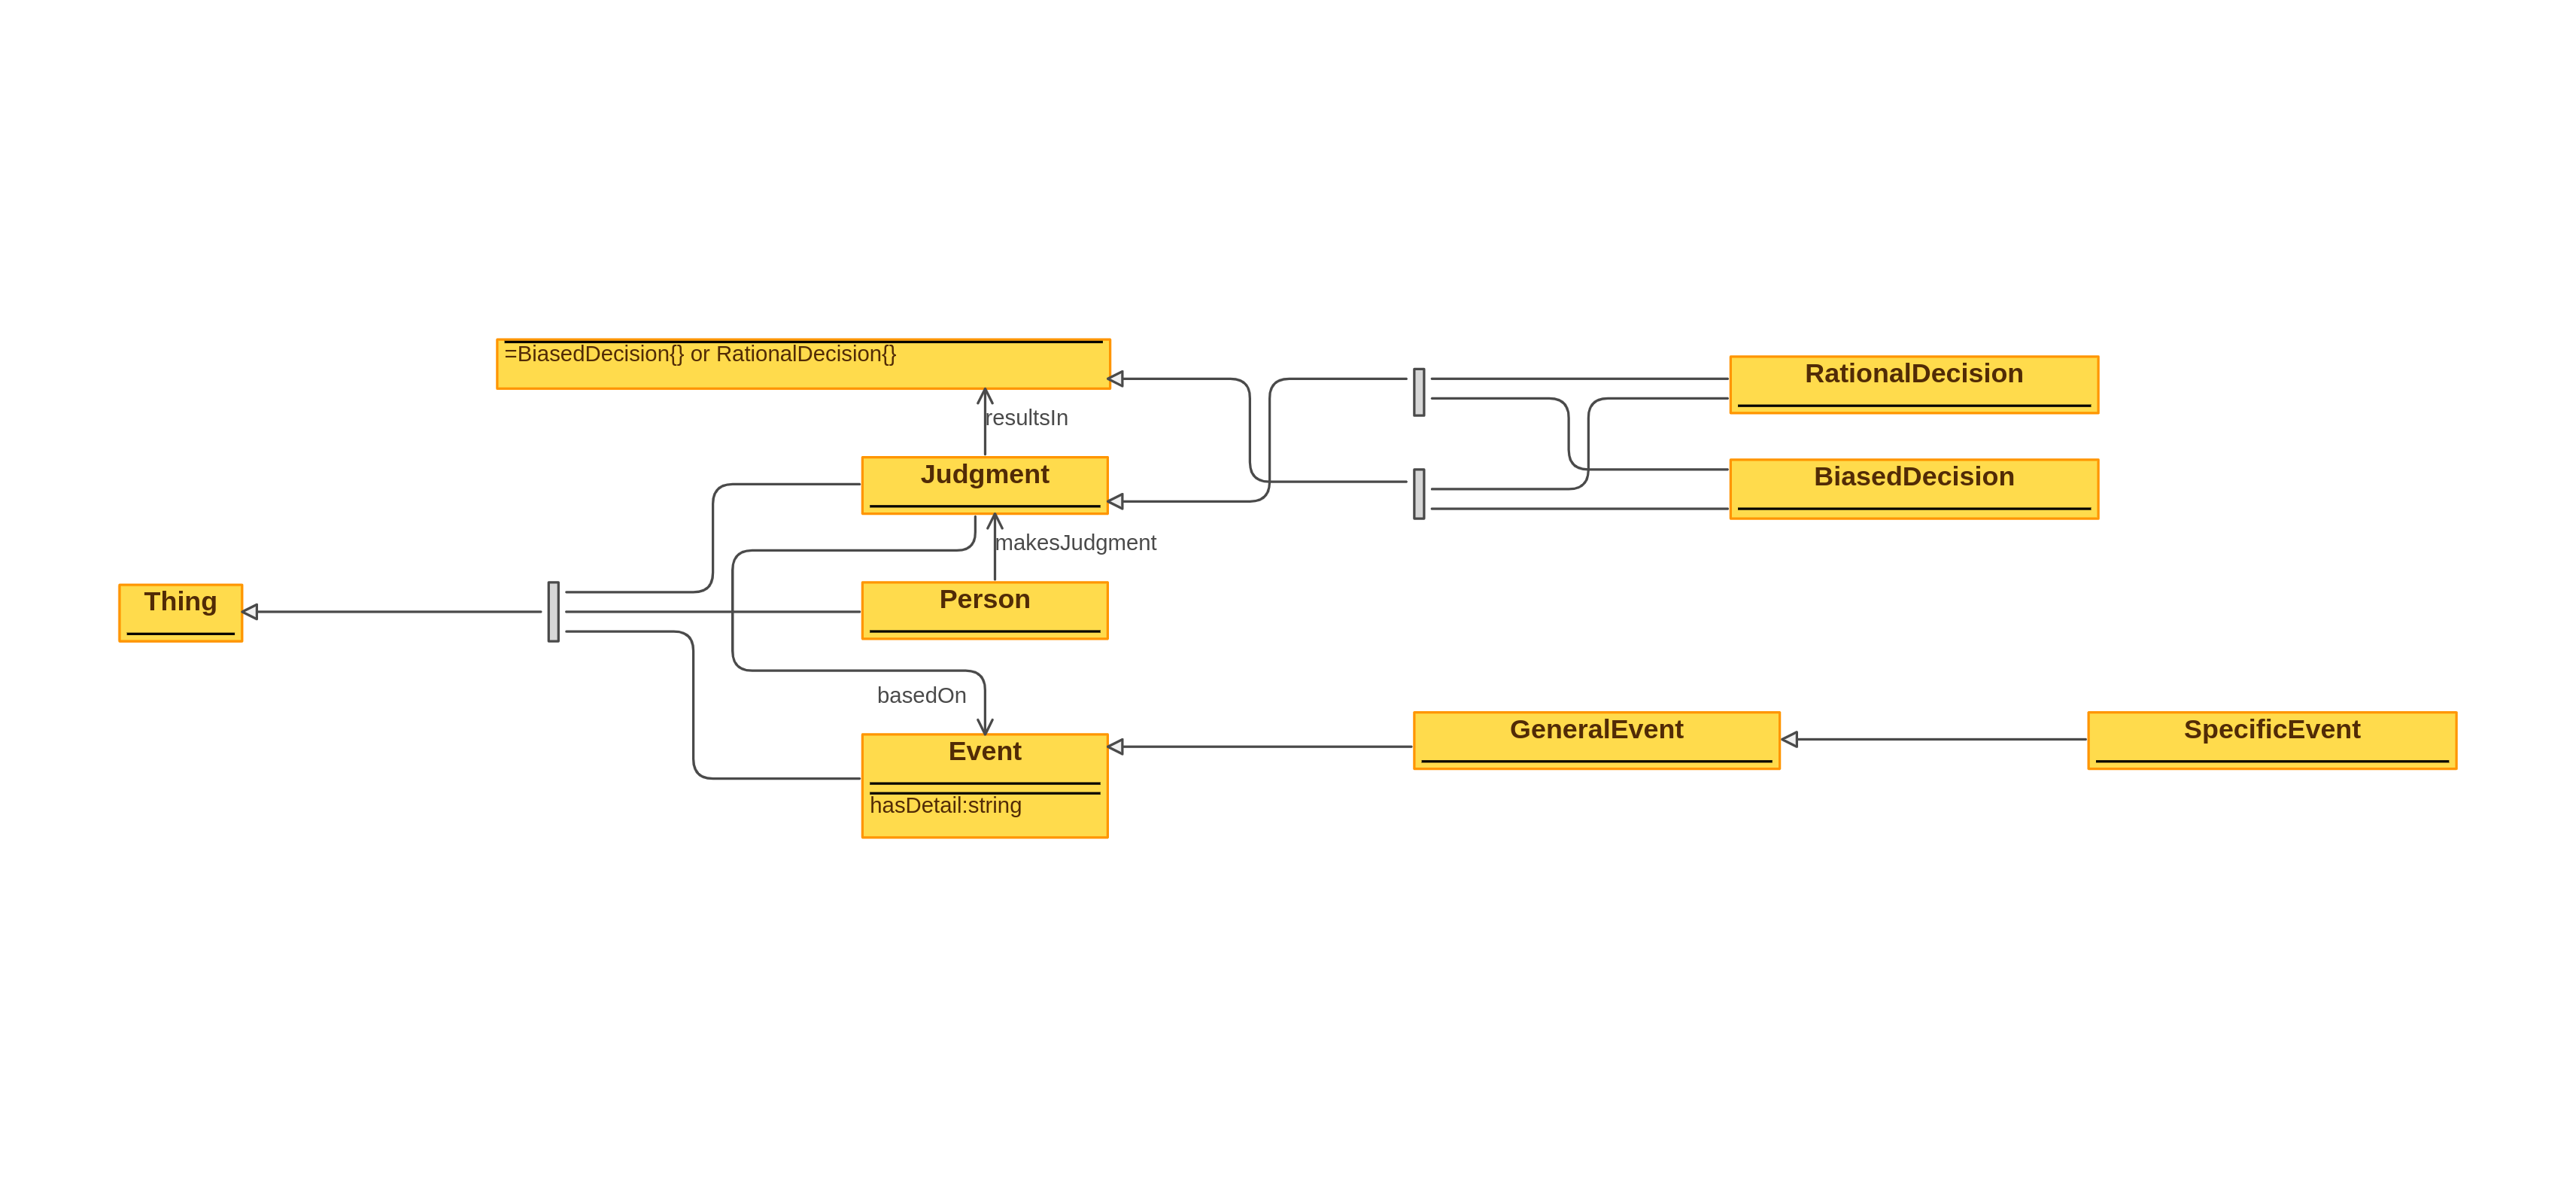 =BiasedDecision{} or RationalDecision{}
RationalDecision
resultsIn
Judgment
BiasedDecision
makesJudgment
Thing
Person
basedOn
Event
hasDetail:string
GeneralEvent
SpecificEvent